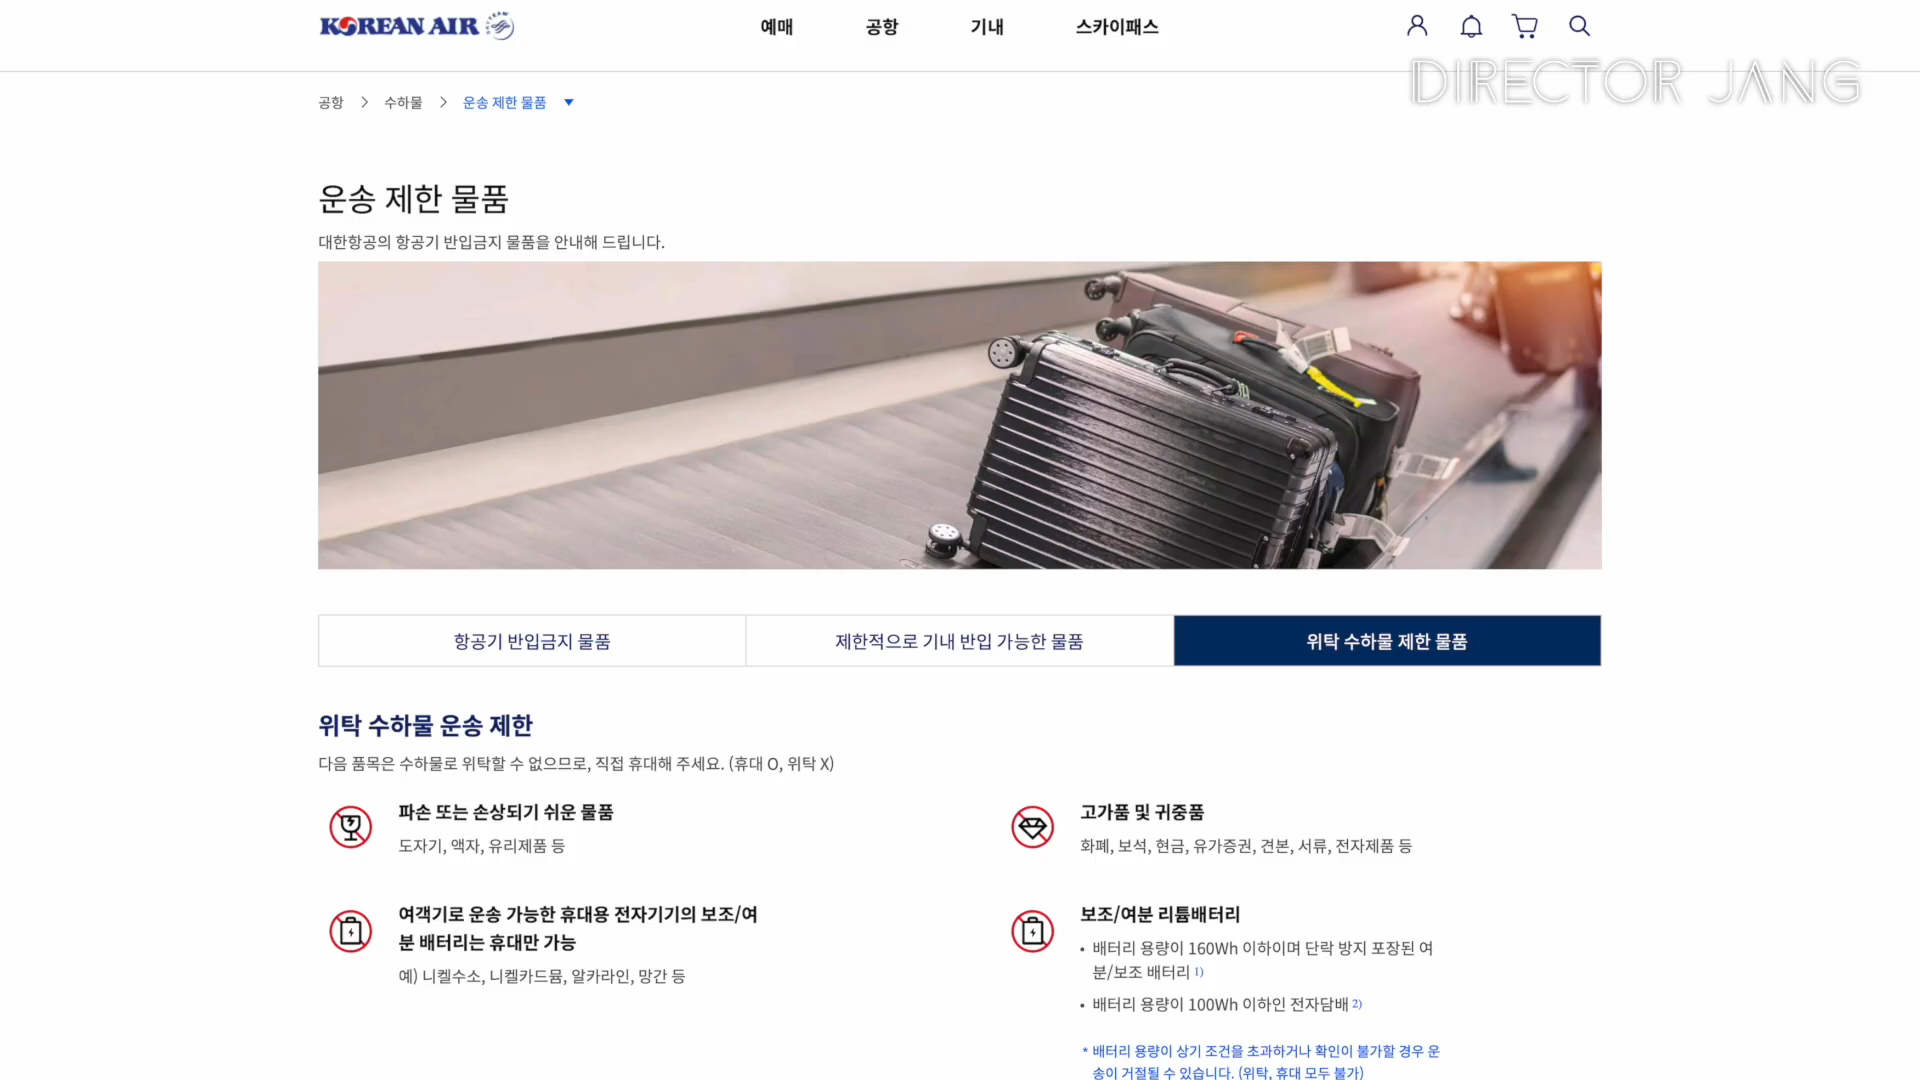 KOREAN AIR
예매
공항
기내
스카이패스
DIRECTOR JANG
공항 > 수하물 > 운송 제한 물품
운송 제한 물품
대한항공의 항공기 반입금지 물품을 안내해 드립니다.
항공기 반입금지 물품
제한적으로 기내 반입 가능한 물품
위탁 수하물 제한 물품
위탁 수하물 운송 제한
다음 품목은 수하물로 위탁할 수 없으므로, 직접 휴대해 주세요. (휴대 O, 위탁 X)
파손 또는 손상되기 쉬운 물품
도자기, 액자, 유리제품 등
고가품 및 귀중품
화폐, 보석, 현금, 유가증권, 견본, 서류, 전자제품 등
여객기로 운송 가능한 휴대용 전자기기의 보조/여
분 배터리는 휴대만 가능
예) 니켈수소, 니켈카드뮴, 알카라인, 망간 등
보조/여분 리튬배터리
• 배터리 용량이 160Wh 이하이며 단락 방지 포장된 여
분/보조 배터리 1)
• 배터리 용량이 100Wh 이하인 전자담배 2)
* 배터리 용량이 상기 조건을 초과하거나 확인이 불가할 경우 운
송이 거절될 수 있습니다. (위탁, 휴대 모두 불가)